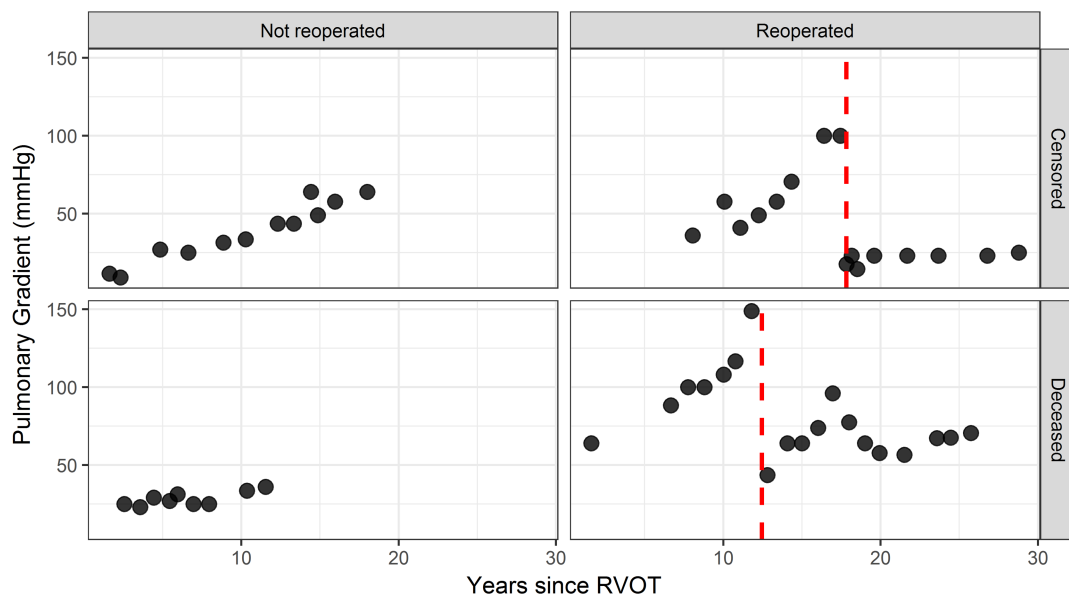 Not reoperated
Reoperated
Pulmonary Gradient (mmHg)
150
100
50
Censored
150
100
50
Deceased
10
20
30
10
20
30
Years since RVOT